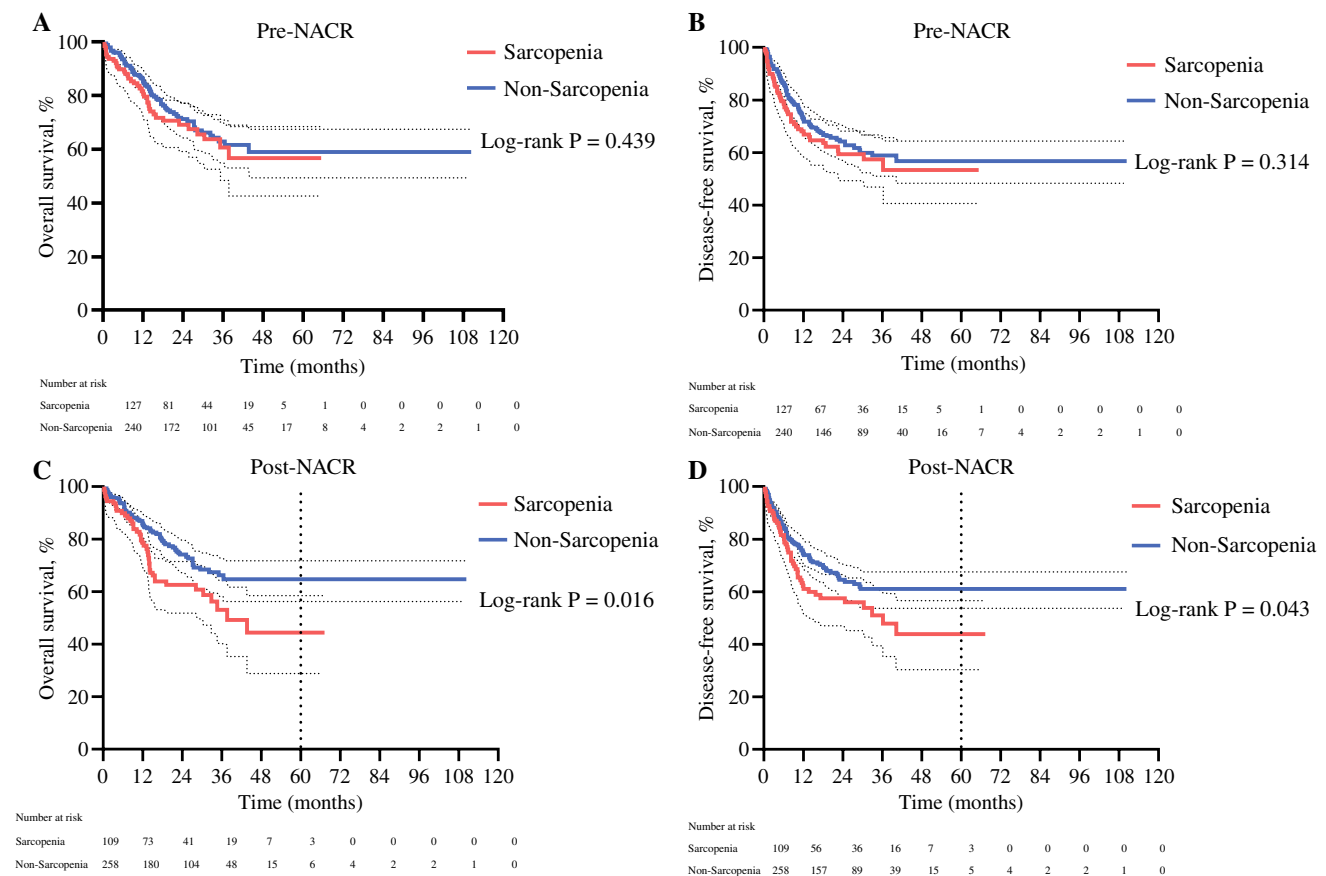 A
Pre-NACR
100
80
60
40
20
0
Overall survival, %
Sarcopenia
Non-Sarcopenia
Log-rank P = 0.439
0 12 24 36 48 60 72 84 96 108 120
Time (months)
Number at risk
Sarcopenia 127 81 44 19 5 1 0 0 0 0 0
Non-Sarcopenia 240 172 101 45 17 8 4 2 2 1 0
B
Pre-NACR
100
80
60
40
20
0
Disease-free sruvival, %
Sarcopenia
Non-Sarcopenia
Log-rank P = 0.314
0 12 24 36 48 60 72 84 96 108 120
Time (months)
Number at risk
Sarcopenia 127 67 36 15 5 1 0 0 0 0 0
Non-Sarcopenia 240 146 89 40 16 7 4 2 2 1 0
C
Post-NACR
100
80
60
40
20
0
Overall survival, %
Sarcopenia
Non-Sarcopenia
Log-rank P = 0.016
0 12 24 36 48 60 72 84 96 108 120
Time (months)
Number at risk
Sarcopenia 109 73 41 19 7 3 0 0 0 0 0
Non-Sarcopenia 258 180 104 48 15 6 4 2 2 1 0
D
Post-NACR
100
80
60
40
20
0
Disease-free sruvival, %
Sarcopenia
Non-Sarcopenia
Log-rank P = 0.043
0 12 24 36 48 60 72 84 96 108 120
Time (months)
Number at risk
Sarcopenia 109 56 36 16 7 3 0 0 0 0 0
Non-Sarcopenia 258 157 89 39 15 5 4 2 2 1 0